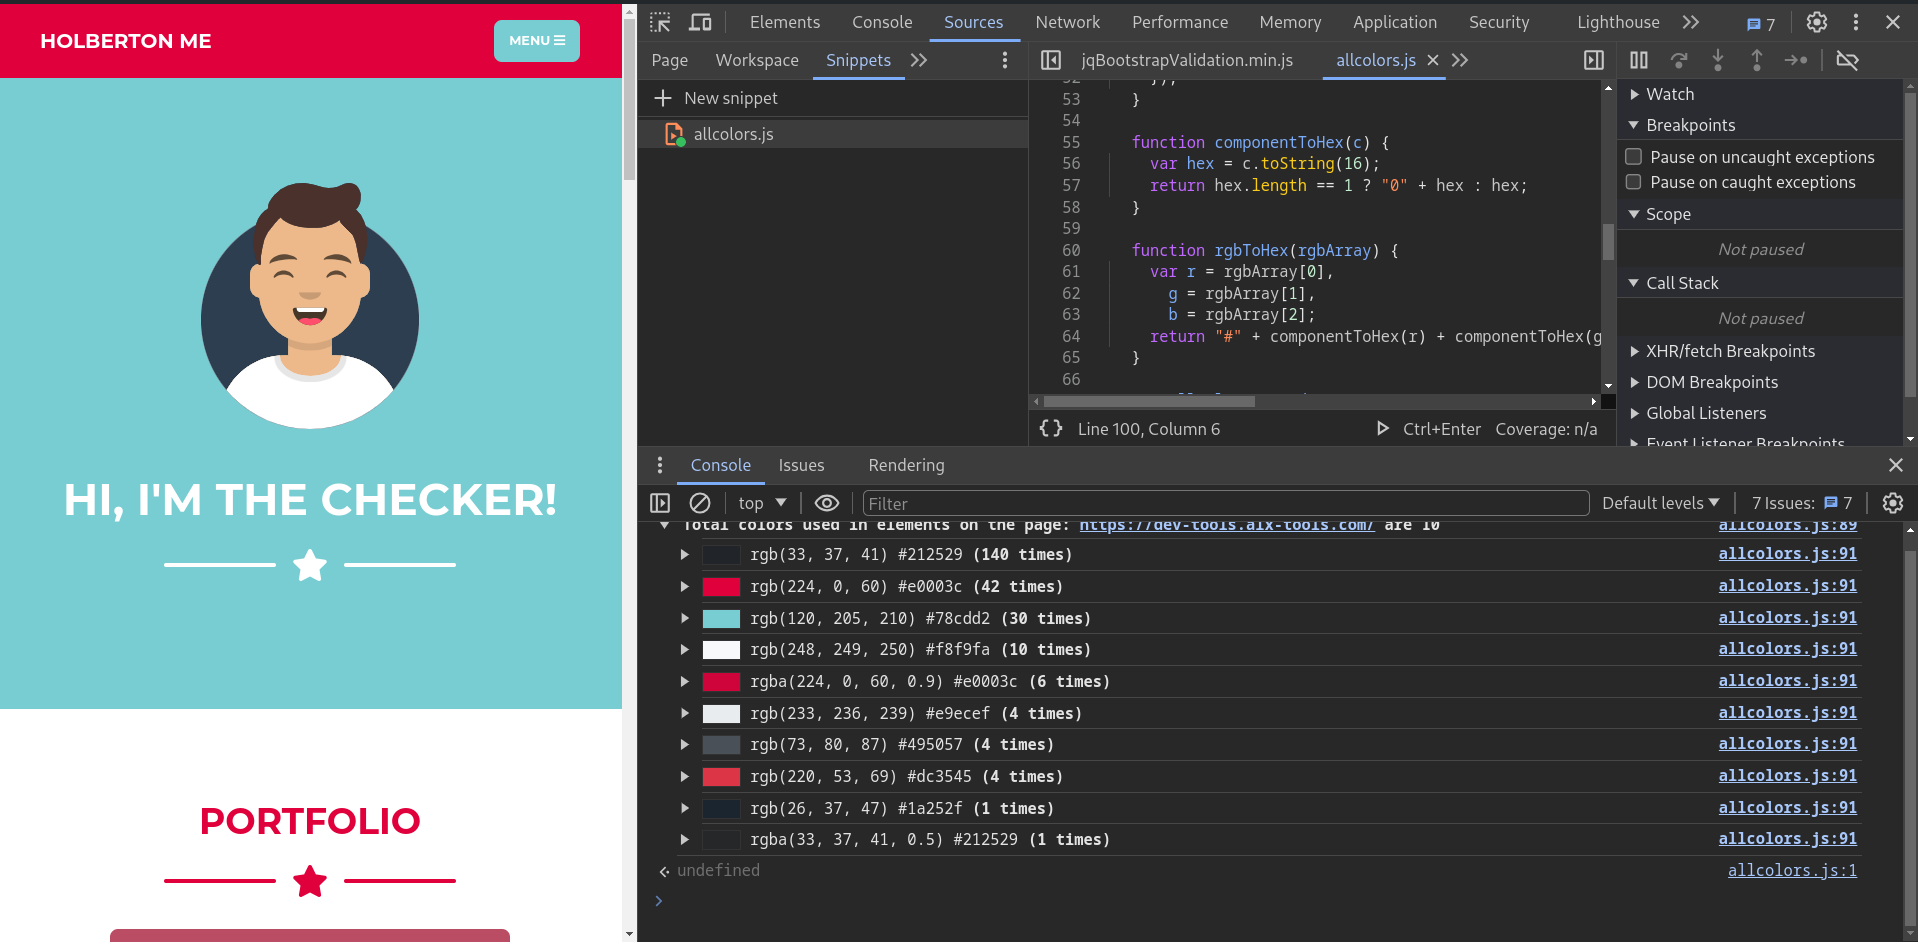 HOLBERTON ME
MENU
HI, I'M THE CHECKER!
PORTFOLIO
Elements Console Sources Network Performance Memory Application Security Lighthouse 7
Page Workspace Snippets
New snippet
allcolors.js
jqBootstrapValidation.min.js allcolors.js
52 });
53 }
54
55 function componentToHex(c) {
56 var hex = c.toString(16);
57 return hex.length == 1 ? "0" + hex : hex;
58 }
59
60 function rgbToHex(rgbArray) {
61 var r = rgbArray[0],
62 g = rgbArray[1],
63 b = rgbArray[2];
64 return "#" + componentToHex(r) + componentToHex(g
65 }
66
{} Line 100, Column 6 Ctrl+Enter Coverage: n/a
Watch
Breakpoints
Pause on uncaught exceptions
Pause on caught exceptions
Scope
Not paused
Call Stack
Not paused
XHR/fetch Breakpoints
DOM Breakpoints
Global Listeners
Event Listener Breakpoints
Console Issues Rendering
top Filter Default levels 7 Issues: 7
Total colors used in elements on the page: https://dev-tools.alx-tools.com/ are 10 allcolors.js:89
rgb(33, 37, 41) #212529 (140 times) allcolors.js:91
rgb(224, 0, 60) #e0003c (42 times) allcolors.js:91
rgb(120, 205, 210) #78cdd2 (30 times) allcolors.js:91
rgb(248, 249, 250) #f8f9fa (10 times) allcolors.js:91
rgba(224, 0, 60, 0.9) #e0003c (6 times) allcolors.js:91
rgb(233, 236, 239) #e9ecef (4 times) allcolors.js:91
rgb(73, 80, 87) #495057 (4 times) allcolors.js:91
rgb(220, 53, 69) #dc3545 (4 times) allcolors.js:91
rgb(26, 37, 47) #1a252f (1 times) allcolors.js:91
rgba(33, 37, 41, 0.5) #212529 (1 times) allcolors.js:91
undefined allcolors.js:1